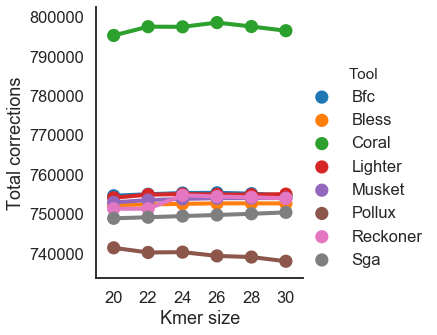 800000
790000
780000
770000
760000
750000
740000
Total corrections
20 22 24 26 28 30
Kmer size
Tool
Bfc
Bless
Coral
Lighter
Musket
Pollux
Reckoner
Sga